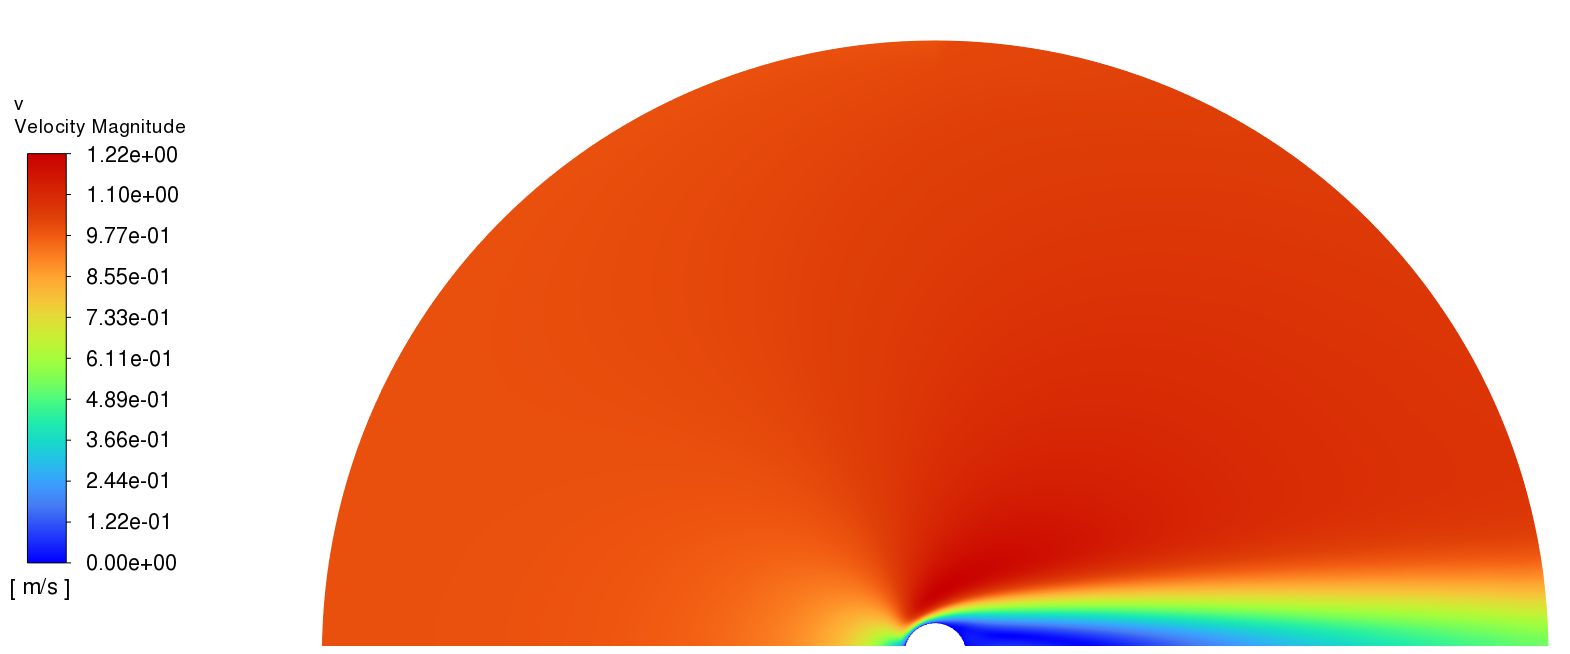 v
Velocity Magnitude
1.22e+00
1.10e+00
9.77e-01
8.55e-01
7.33e-01
6.11e-01
4.89e-01
3.66e-01
2.44e-01
1.22e-01
0.00e+00
[ m/s ]